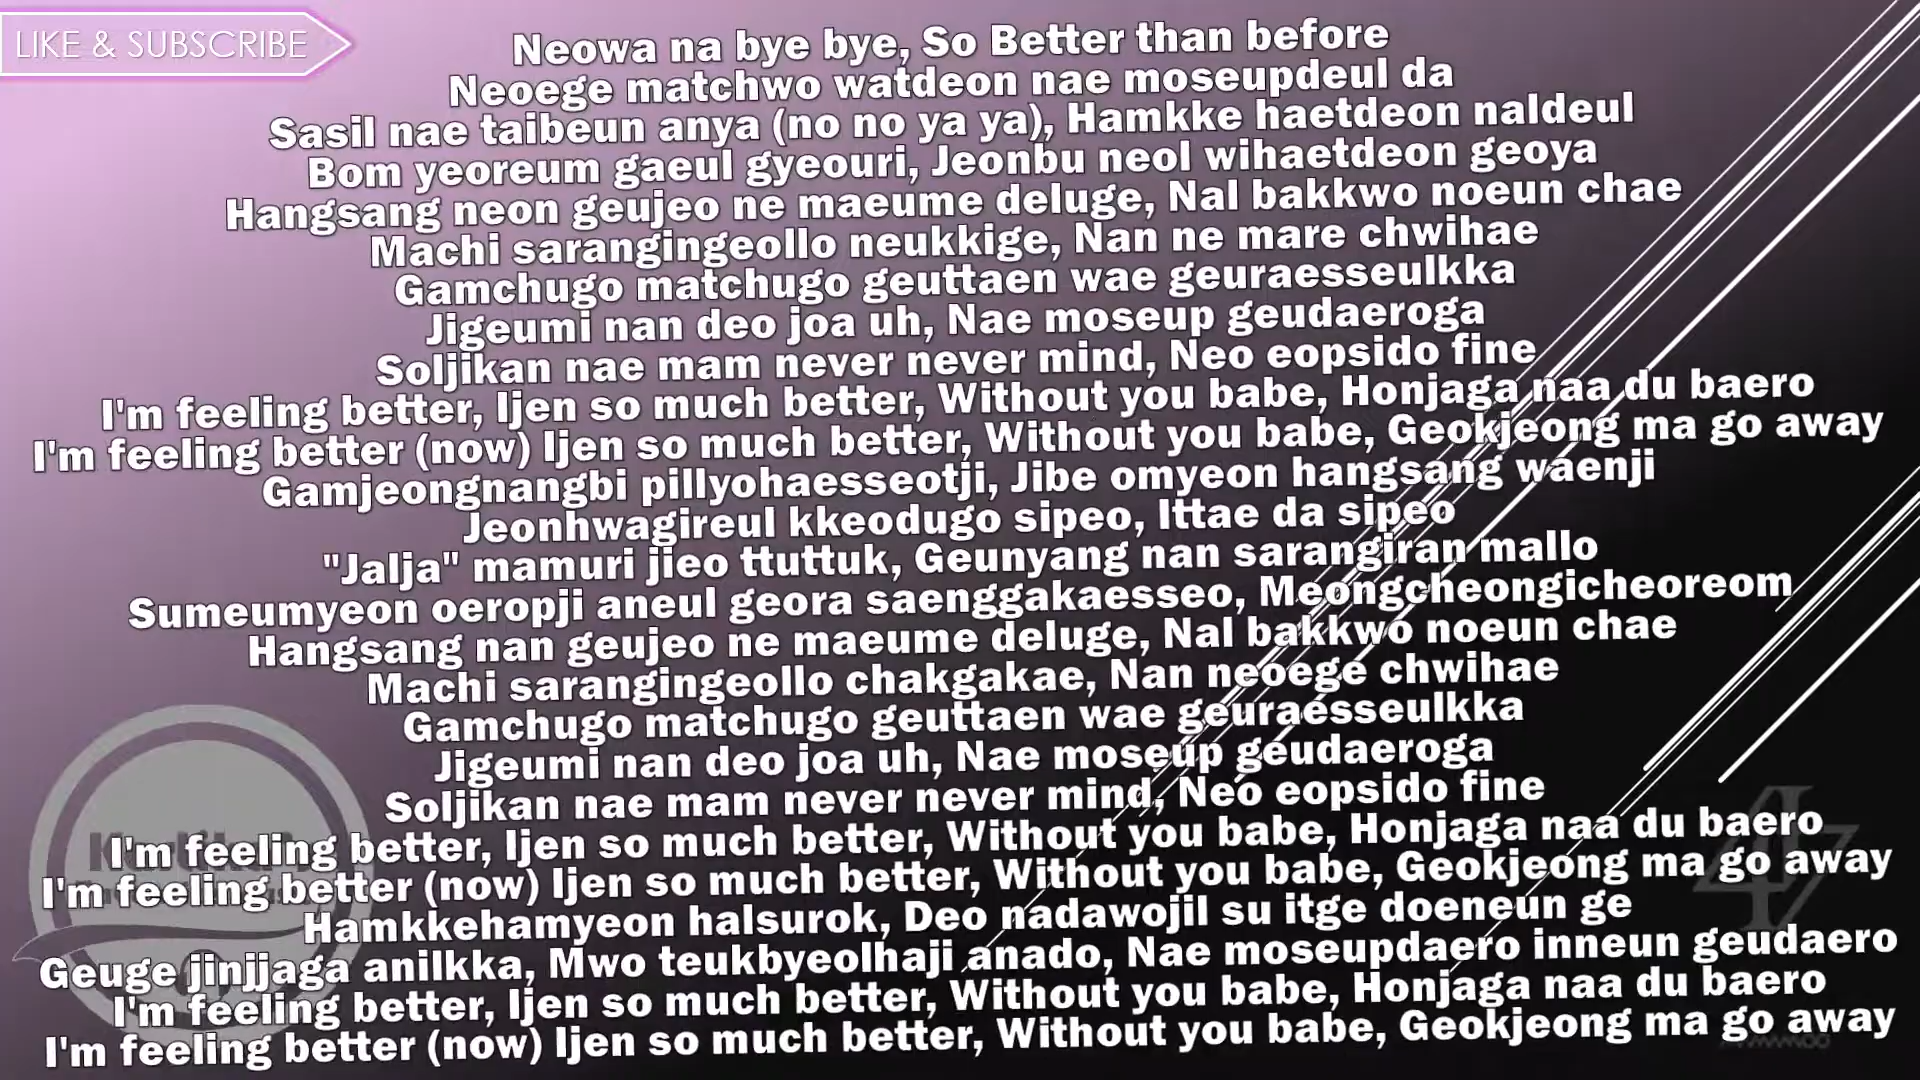 LIKE & SUBSCRIBE
Neowa na bye bye, So Better than before
Neoege matchwo watdeon nae moseupdeul da
Sasil nae taibeun anya (no no ya ya), Hamkke haetdeon naldeul
Bom yeoreum gaeul gyeouri, Jeonbu neol wihaetdeon geoya
Hangsang neon geujeo ne maeume deluge, Nal bakkwo noeun chae
Machi sarangingeollo neukkige, Nan ne mare chwihae
Gamchugo matchugo geuttaen wae geuraesseulkka
Jigeumi nan deo joa uh, Nae moseup geudaeroga
Soljikan nae mam never never mind, Neo eopsido fine
I'm feeling better, Ijen so much better, Without you babe, Honjaga naa du baero
I'm feeling better (now) Ijen so much better, Without you babe, Geokjeong ma go away
Gamjeongnangbi pillyohaesseotji, Jibe omyeon hangsang waenji
Jeonhwagireul kkeodugo sipeo, Ittae da sipeo
"Jalja" mamuri jieo ttuttuk, Geunyang nan sarangiran mallo
Sumeumyeon oeropji aneul geora saenggakaesseo, Meongcheongicheoreom
Hangsang nan geujeo ne maeume deluge, Nal bakkwo noeun chae
Machi sarangingeollo chakgakae, Nan neoege chwihae
Gamchugo matchugo geuttaen wae geuraesseulkka
Jigeumi nan deo joa uh, Nae moseup geudaeroga
Soljikan nae mam never never mind, Neo eopsido fine
I'm feeling better, Ijen so much better, Without you babe, Honjaga naa du baero
I'm feeling better (now) Ijen so much better, Without you babe, Geokjeong ma go away
Hamkkehamyeon halsurok, Deo nadawojil su itge doeneun ge
Geuge jinjjaga anilkka, Mwo teukbyeolhaji anado, Nae moseupdaero inneun geudaero
I'm feeling better, Ijen so much better, Without you babe, Honjaga naa du baero
I'm feeling better (now) Ijen so much better, Without you babe, Geokjeong ma go away